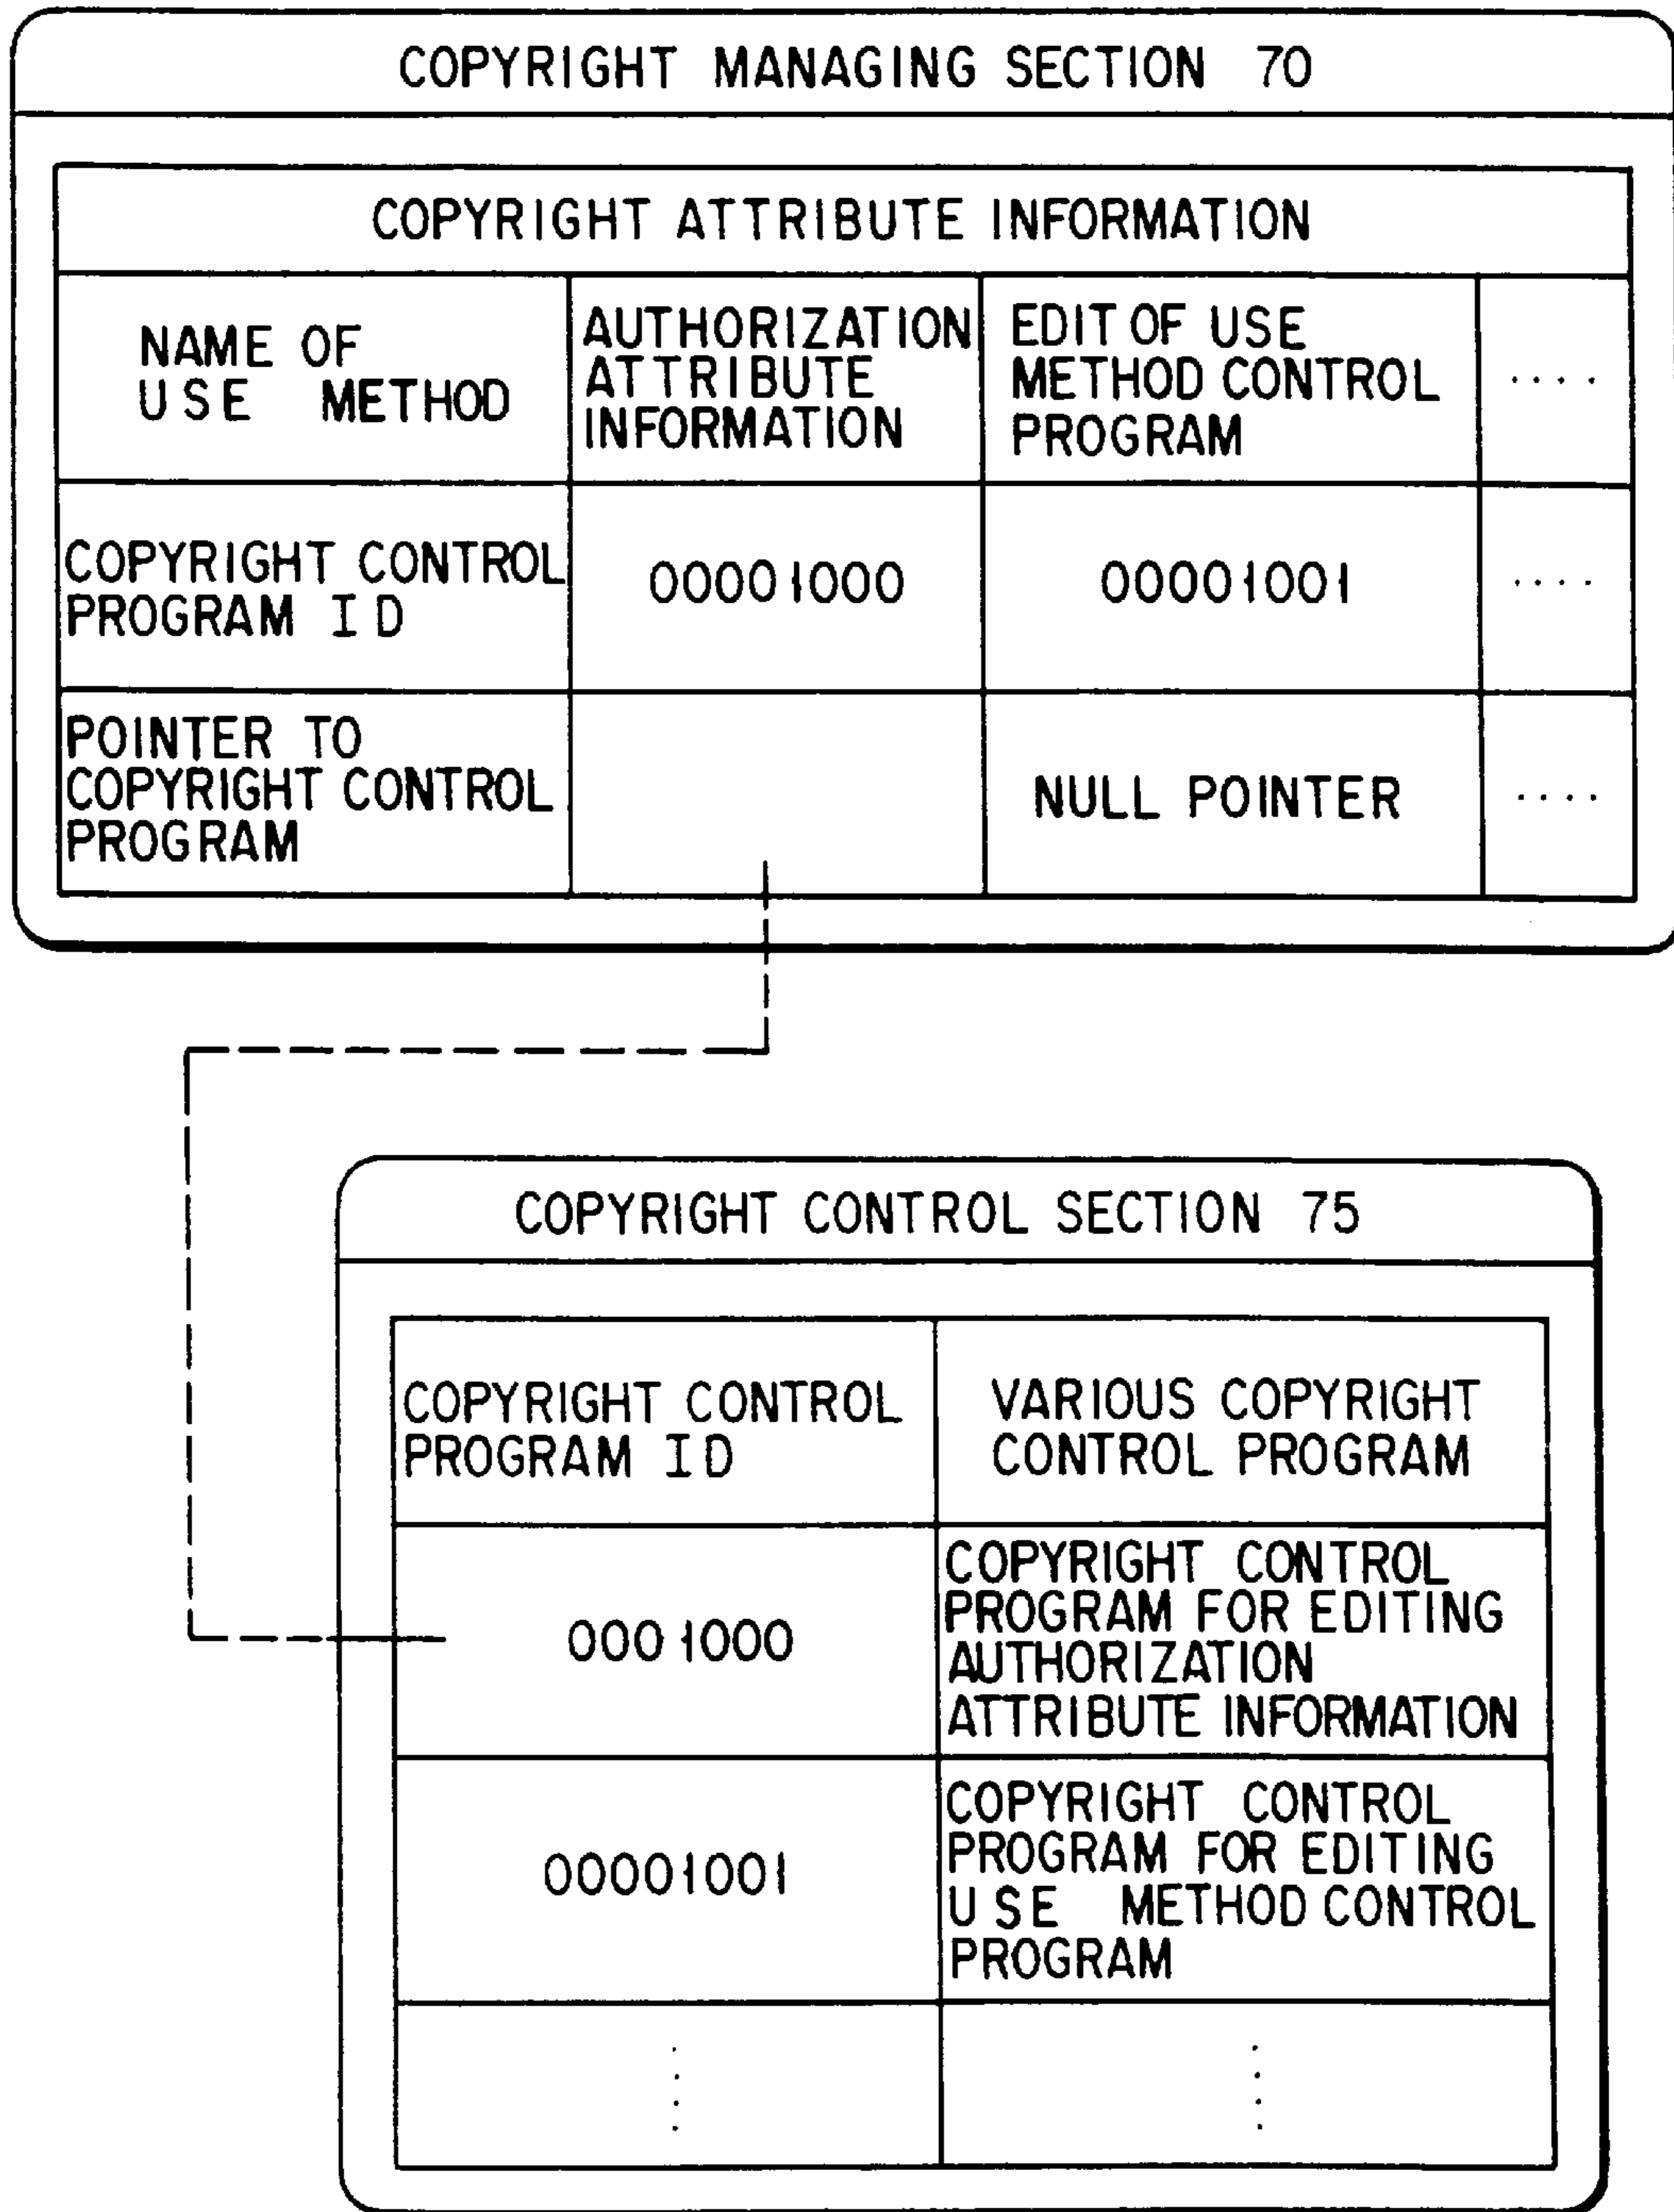 COPYRIGHT MANAGING SECTION 70
COPYRIGHT ATTRIBUTE INFORMATION
NAME OF
USE METHOD
AUTHORIZATION
ATTRIBUTE
INFORMATION
EDIT OF USE
METHOD CONTROL
PROGRAM
....
COPYRIGHT CONTROL
PROGRAM ID
00001000
00001001
....
POINTER TO
COPYRIGHT CONTROL
PROGRAM
NULL POINTER
....
COPYRIGHT CONTROL SECTION 75
COPYRIGHT CONTROL
PROGRAM ID
VARIOUS COPYRIGHT
CONTROL PROGRAM
0001000
COPYRIGHT CONTROL
PROGRAM FOR EDITING
AUTHORIZATION
ATTRIBUTE INFORMATION
00001001
COPYRIGHT CONTROL
PROGRAM FOR EDITING
USE METHOD CONTROL
PROGRAM